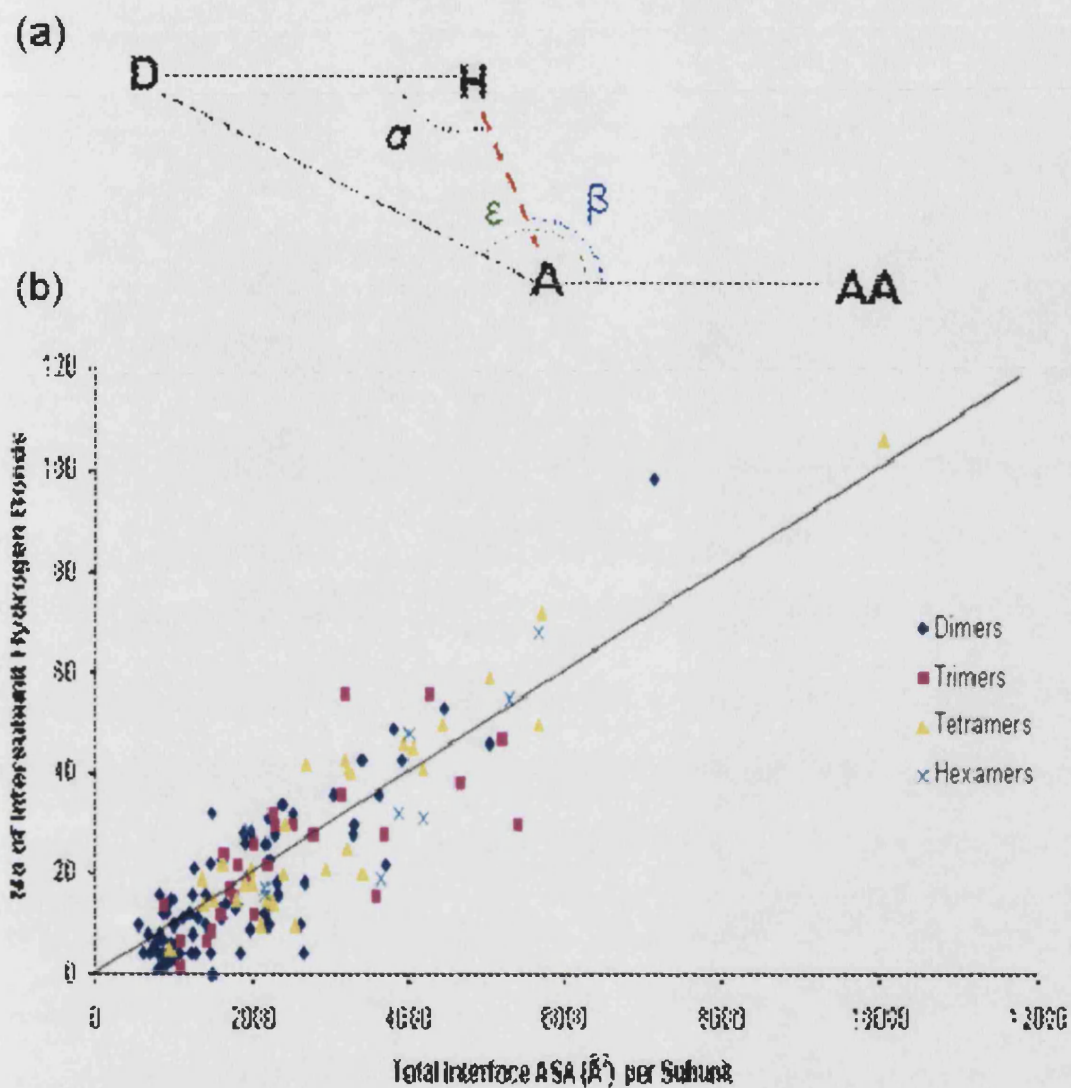 (a)
D H
α
ε β
A AA
(b)
120
100
80
60
40
20
0
No of Intersubunit Hydrogen Bonds
Dimers
Trimers
Tetramers
Hexamers
0 2000 4000 6000 8000 10000 12000
Total Interface ASA (Å²) per Subunit